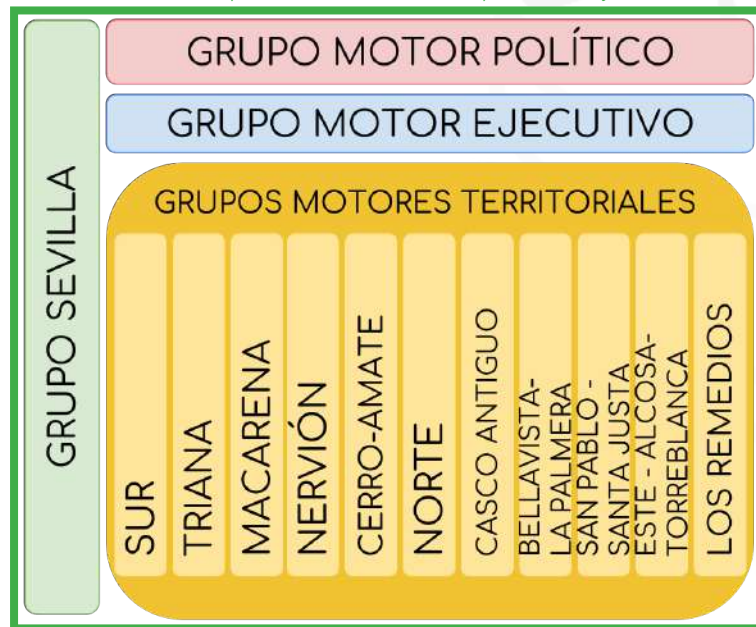 GRUPO SEVILLA
GRUPO MOTOR POLÍTICO
GRUPO MOTOR EJECUTIVO
GRUPOS MOTORES TERRITORIALES
SUR
TRIANA
MACARENA
NERVIÓN
CERRO-AMATE
NORTE
CASCO ANTIGUO
BELLAVISTA-
LA PALMERA
SAN PABLO -
SANTA JUSTA
ESTE - ALCOSA-
TORREBLANCA
LOS REMEDIOS